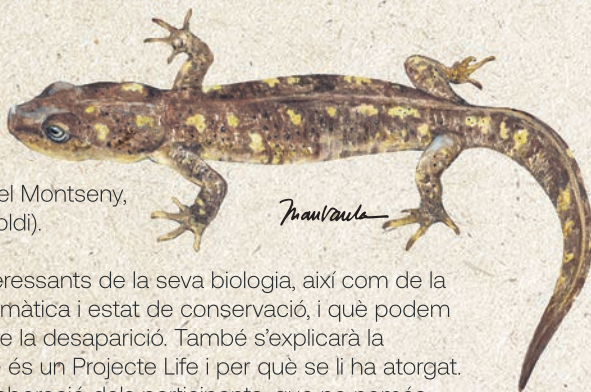 el Montseny,
oldi).
eressants de la seva biologia, així com de la
màtica i estat de conservació, i què podem
e la desaparició. També s'explicarà la
és un Projecte Life i per què se li ha atorgat.